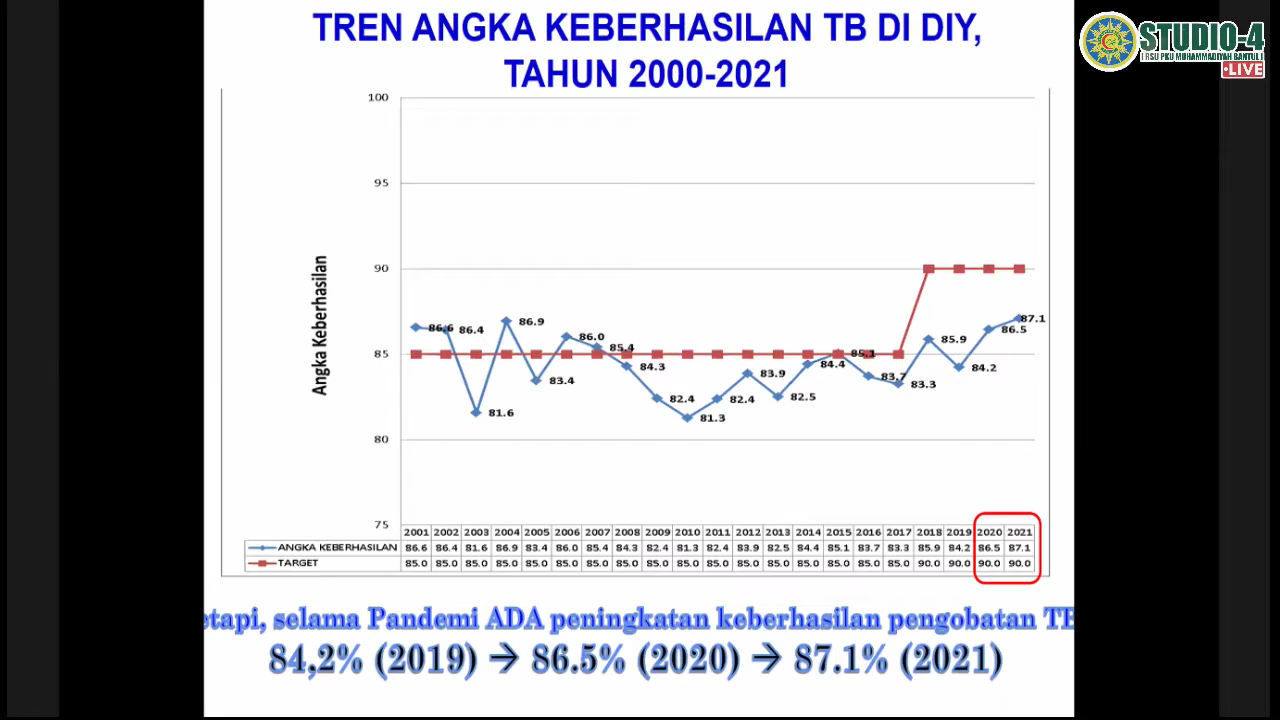 TREN ANGKA KEBERHASILAN TB DI DIY,
TAHUN 2000-2021
STUDIO-4
[ RSU PKU MUHAMMADIYAH BANTUL ]
•LIVE
100
95
90
85
80
75
Angka Keberhasilan
86.6 86.4 81.6 86.9 83.4 86.0 85.4 84.3 82.4 81.3 82.4 83.9 82.5 84.4 85.1 83.7 83.3 85.9 84.2 86.5 87.1
2001 2002 2003 2004 2005 2006 2007 2008 2009 2010 2011 2012 2013 2014 2015 2016 2017 2018 2019 2020 2021
ANGKA KEBERHASILAN 86.6 86.4 81.6 86.9 83.4 86.0 85.4 84.3 82.4 81.3 82.4 83.9 82.5 84.4 85.1 83.7 83.3 85.9 84.2 86.5 87.1
TARGET 85.0 85.0 85.0 85.0 85.0 85.0 85.0 85.0 85.0 85.0 85.0 85.0 85.0 85.0 85.0 85.0 85.0 90.0 90.0 90.0 90.0
etapi, selama Pandemi ADA peningkatan keberhasilan pengobatan TB
84,2% (2019) → 86.5% (2020) → 87.1% (2021)